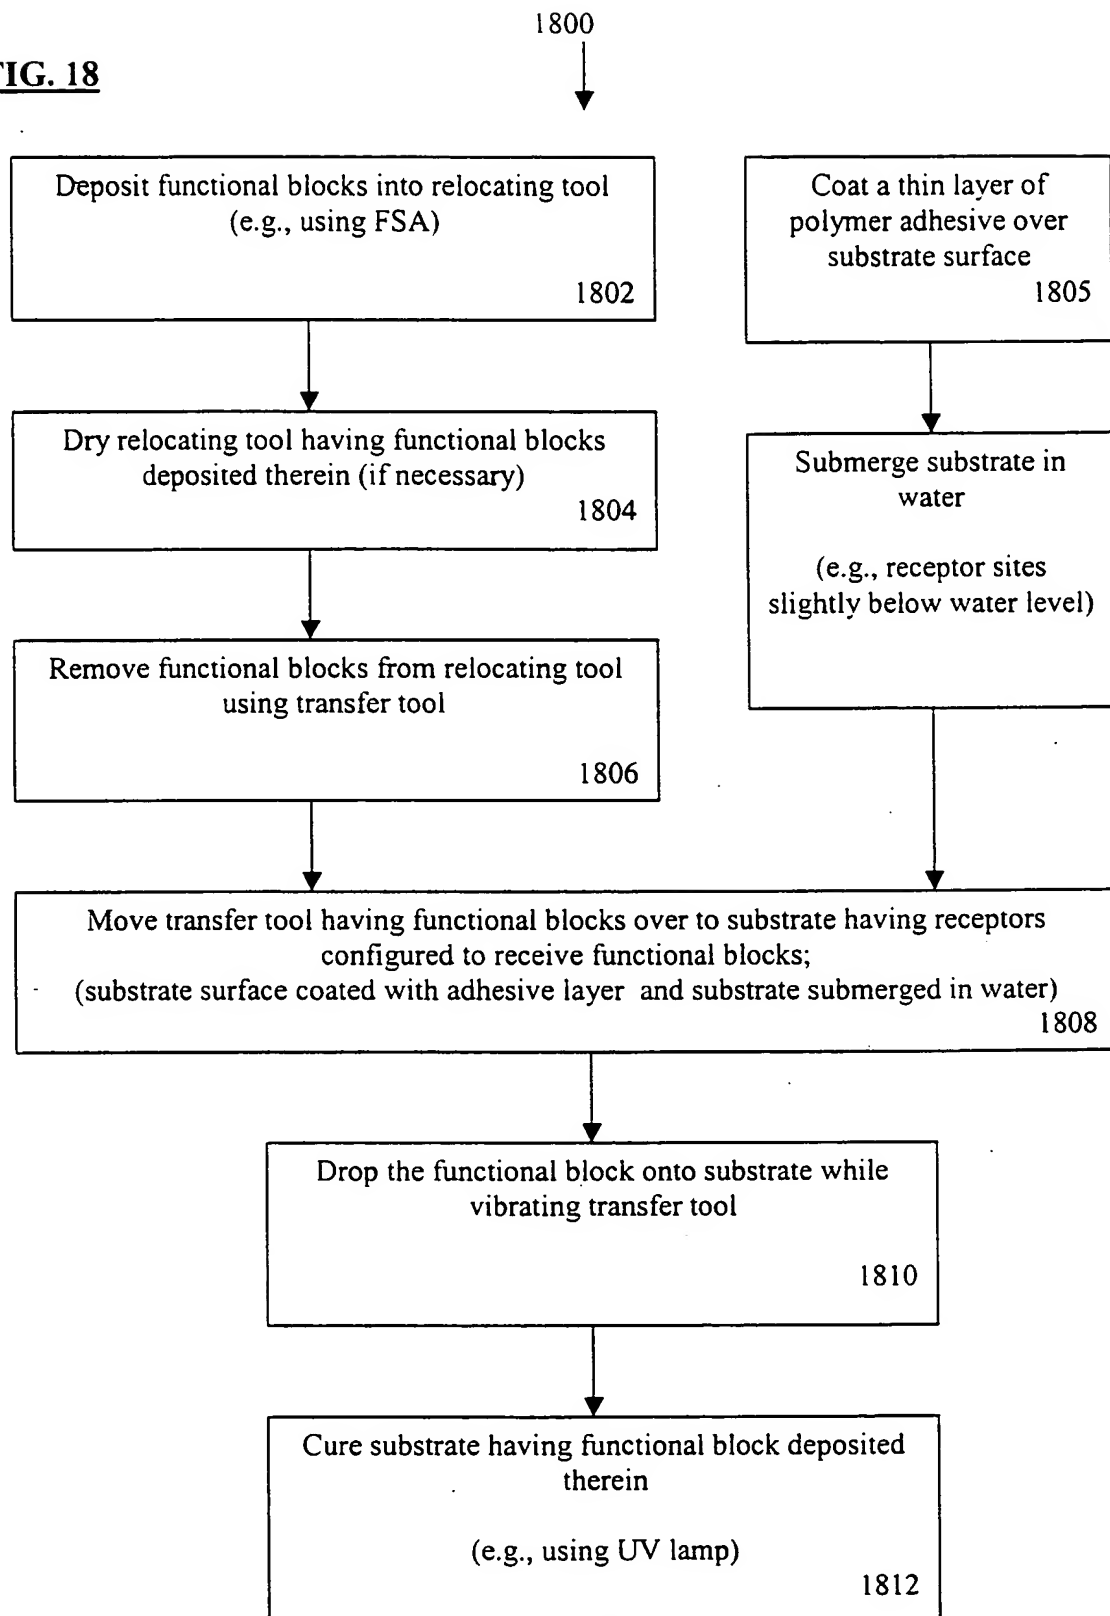 1800
FIG. 18
Deposit functional blocks into relocating tool
(e.g., using FSA)
1802
Coat a thin layer of
polymer adhesive over
substrate surface
1805
Dry relocating tool having functional blocks
deposited therein (if necessary)
1804
Submerge substrate in
water
(e.g., receptor sites
slightly below water level)
Remove functional blocks from relocating tool
using transfer tool
1806
Move transfer tool having functional blocks over to substrate having receptors
configured to receive functional blocks;
(substrate surface coated with adhesive layer and substrate submerged in water)
1808
Drop the functional block onto substrate while
vibrating transfer tool
1810
Cure substrate having functional block deposited
therein
(e.g., using UV lamp)
1812